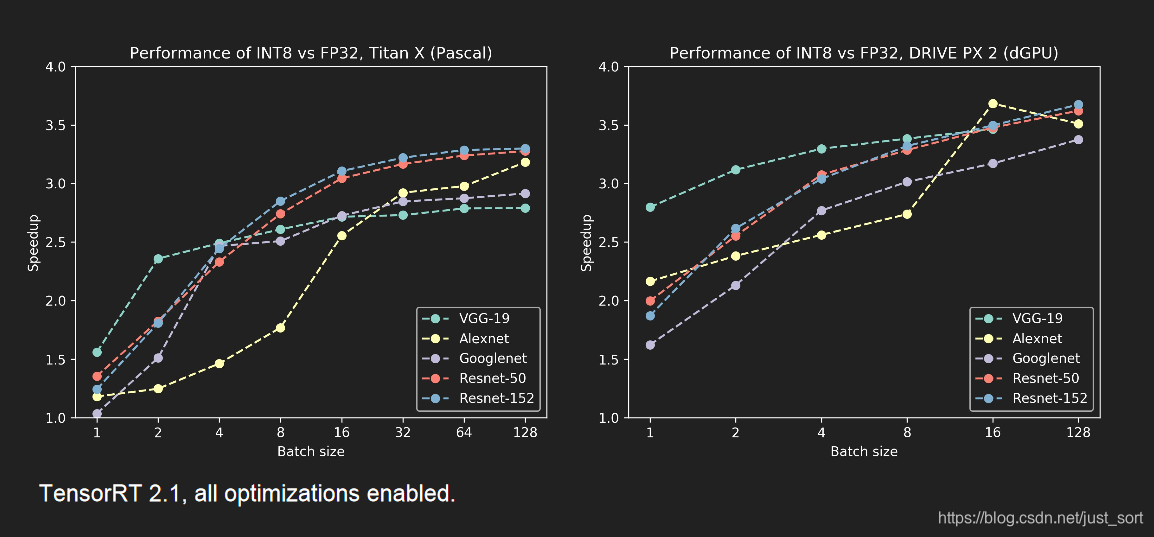 Performance of INT8 vs FP32, Titan X (Pascal)
4.0
3.5
3.0
2.5
2.0
1.5
1.0
Speedup
1 2 4 8 16 32 64 128
Batch size
VGG-19
Alexnet
Googlenet
Resnet-50
Resnet-152
Performance of INT8 vs FP32, DRIVE PX 2 (dGPU)
4.0
3.5
3.0
2.5
2.0
1.5
1.0
Speedup
1 2 4 8 16 128
Batch size
VGG-19
Alexnet
Googlenet
Resnet-50
Resnet-152
TensorRT 2.1, all optimizations enabled.
https://blog.csdn.net/just_sort